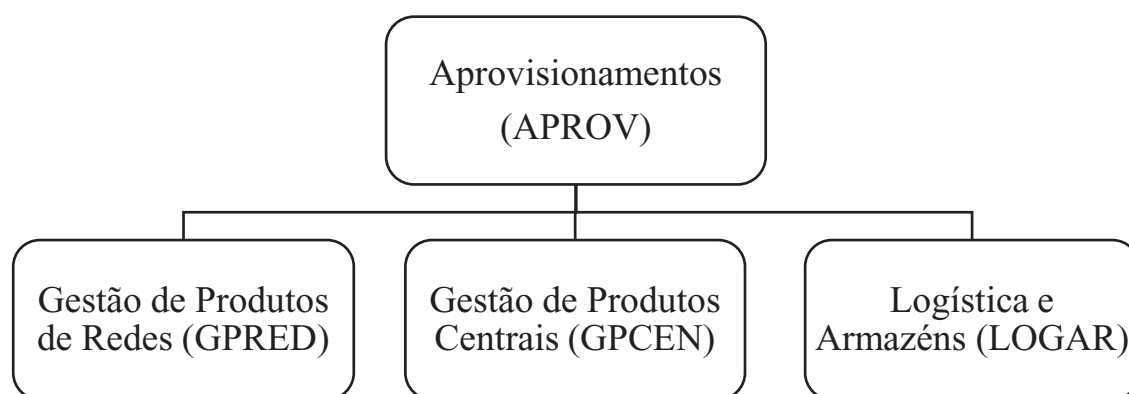 Aprovisionamentos
(APROV)
Gestão de Produtos
de Redes (GPRED)
Gestão de Produtos
Centrais (GPCEN)
Logística e
Armazéns (LOGAR)